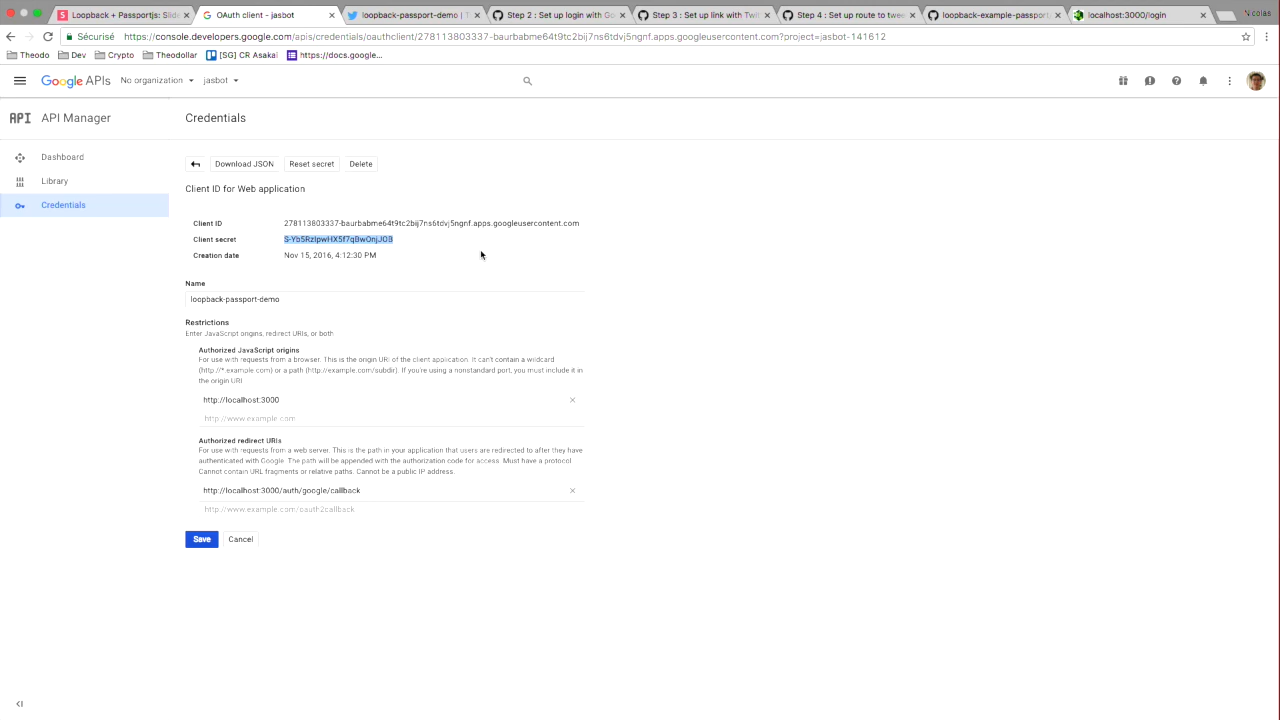 Loopback + Passportjs: Slide
OAuth client - jasbot
loopback-passport-demo | T
Step 2 : Set up login with Go
Step 3 : Set up link with Twi
Step 4 : Set up route to twee
loopback-example-passport
localhost:3000/login
Nicolas
Sécurisé
https://console.developers.google.com/apis/credentials/oauthclient/278113803337-baurbabme64t9tc2bij7ns6tdvj5ngnf.apps.googleusercontent.com?project=jasbot-141612
Theodo
Dev
Crypto
Theodollar
[SG] CR Asakai
https://docs.google...
Google APIs
No organization
jasbot
API API Manager
Credentials
Dashboard
Library
Credentials
Download JSON
Reset secret
Delete
Client ID for Web application
Client ID 278113803337-baurbabme64t9tc2bij7ns6tdvj5ngnf.apps.googleusercontent.com
Client secret
Creation date Nov 15, 2016, 4:12:30 PM
Name
loopback-passport-demo
Restrictions
Enter JavaScript origins, redirect URIs, or both
Authorized JavaScript origins
For use with requests from a browser. This is the origin URI of the client application. It can't contain a wildcard
(http://*.example.com) or a path (http://example.com/subdir). If you're using a nonstandard port, you must include it in
the origin URI
http://localhost:3000
http://www.example.com
Authorized redirect URIs
For use with requests from a web server. This is the path in your application that users are redirected to after they have
authenticated with Google. The path will be appended with the authorization code for access. Must have a protocol.
Cannot contain URL fragments or relative paths. Cannot be a public IP address.
http://localhost:3000/auth/google/callback
http://www.example.com/oauth2callback
Save
Cancel